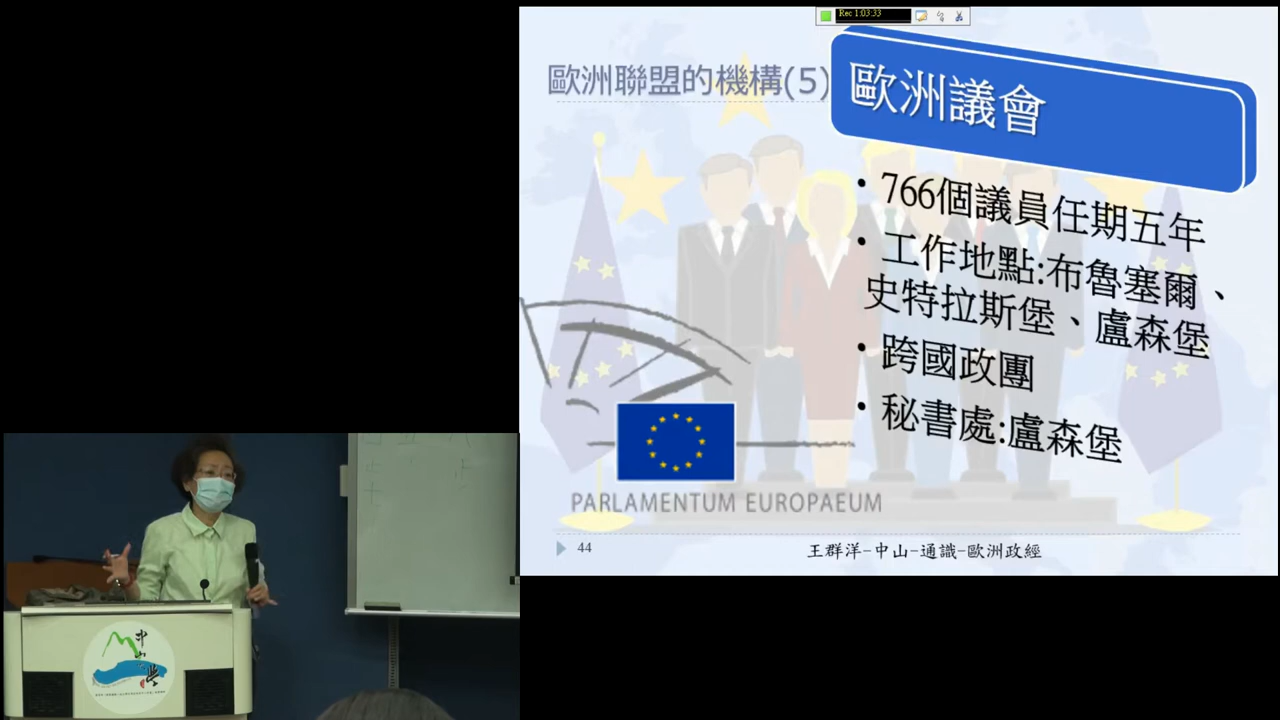 Rec 1:03:33
歐洲聯盟的機構(5)
歐洲議會
• 766個議員任期五年
• 工作地點:布魯塞爾、
史特拉斯堡、盧森堡
• 跨國政團
• 秘書處:盧森堡
PARLAMENTUM EUROPAEUM
44
王群洋-中山-通識-歐洲政經
中山